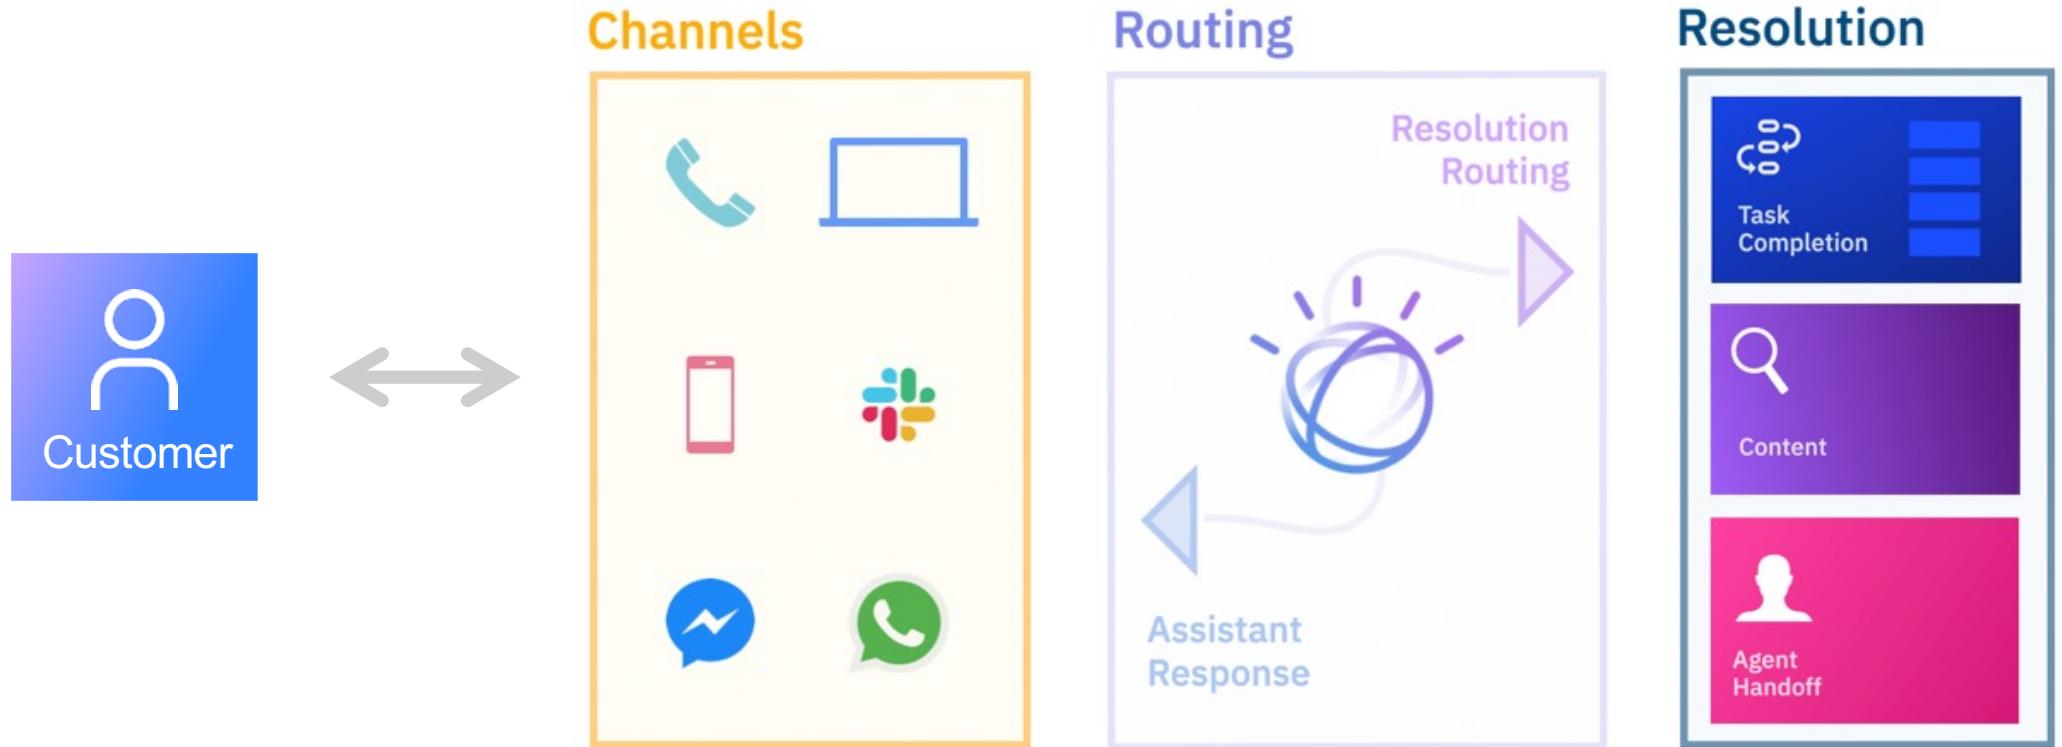 Customer
Channels
Routing
Resolution
Routing
Assistant
Response
Resolution
Task
Completion
Content
Agent
Handoff